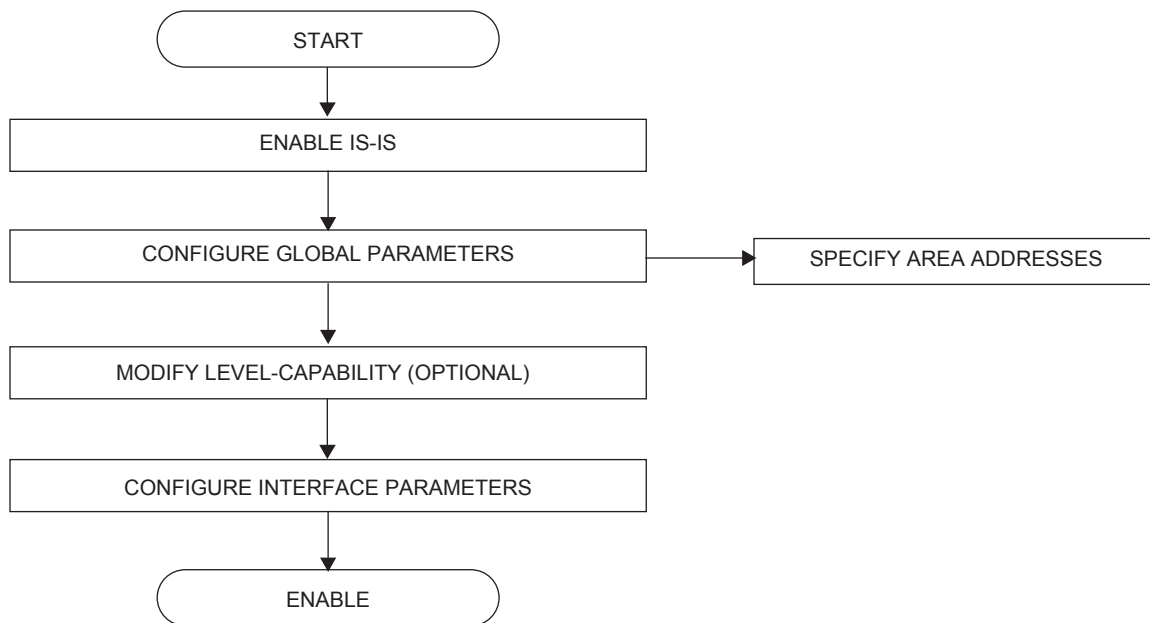 START
ENABLE IS-IS
CONFIGURE GLOBAL PARAMETERS
SPECIFY AREA ADDRESSES
MODIFY LEVEL-CAPABILITY (OPTIONAL)
CONFIGURE INTERFACE PARAMETERS
ENABLE